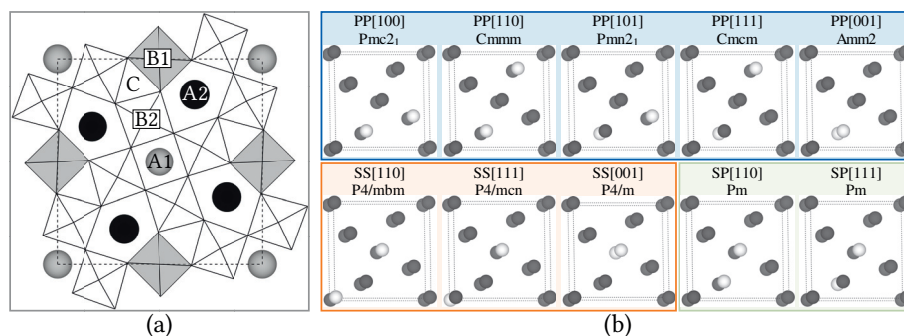 B1
C
A2
B2
A1
(a)
PP[100] PP[110] PP[101] PP[111] PP[001]
Pmc2₁ Cmmm Pmn2₁ Cmcm Amm2
SS[110] SS[111] SS[001] SP[110] SP[111]
P4/mbm P4/mcn P4/m Pm Pm
(b)